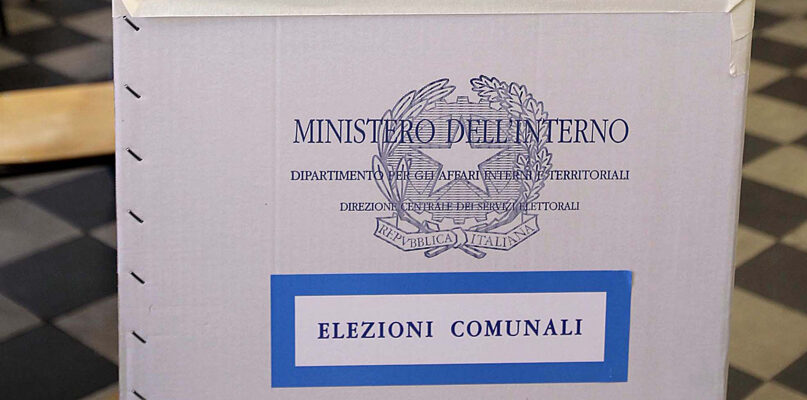 MINISTERO DELL'INTERNO
DIPARTIMENTO PER GLI AFFARI INTERNI E TERRITORIALI
DIREZIONE CENTRALE DEI SERVIZI ELETTORALI
REPVBBLICA ITALIANA
ELEZIONI COMUNALI